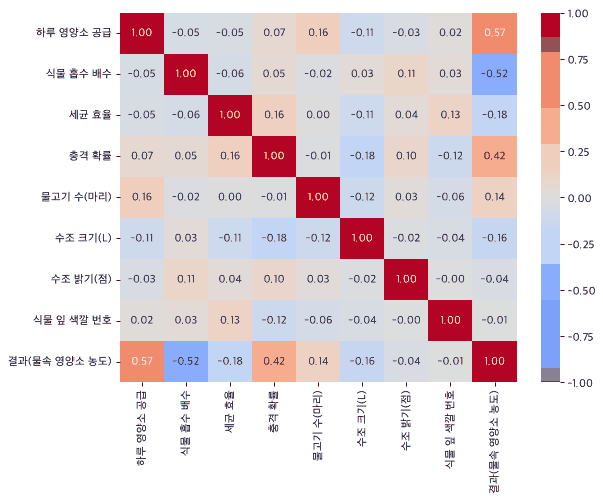 하루 영양소 공급 1.00 -0.05 -0.05 0.07 0.16 -0.11 -0.03 0.02 0.57
식물 흡수 배수 -0.05 1.00 -0.06 0.05 -0.02 0.03 0.11 0.03 -0.52
세균 효율 -0.05 -0.06 1.00 0.16 0.00 -0.11 0.04 0.13 -0.18
충격 확률 0.07 0.05 0.16 1.00 -0.01 -0.18 0.10 -0.12 0.42
물고기 수(마리) 0.16 -0.02 0.00 -0.01 1.00 -0.12 0.03 -0.06 0.14
수조 크기(L) -0.11 0.03 -0.11 -0.18 -0.12 1.00 -0.02 -0.04 -0.16
수조 밝기(점) -0.03 0.11 0.04 0.10 0.03 -0.02 1.00 -0.00 -0.04
식물 잎 색깔 번호 0.02 0.03 0.13 -0.12 -0.06 -0.04 -0.00 1.00 -0.01
결과(물속 영양소 농도) 0.57 -0.52 -0.18 0.42 0.14 -0.16 -0.04 -0.01 1.00
하루 영양소 공급
식물 흡수 배수
세균 효율
충격 확률
물고기 수(마리)
수조 크기(L)
수조 밝기(점)
식물 잎 색깔 번호
결과(물속 영양소 농도)
1.00
0.75
0.50
0.25
0.00
-0.25
-0.50
-0.75
-1.00